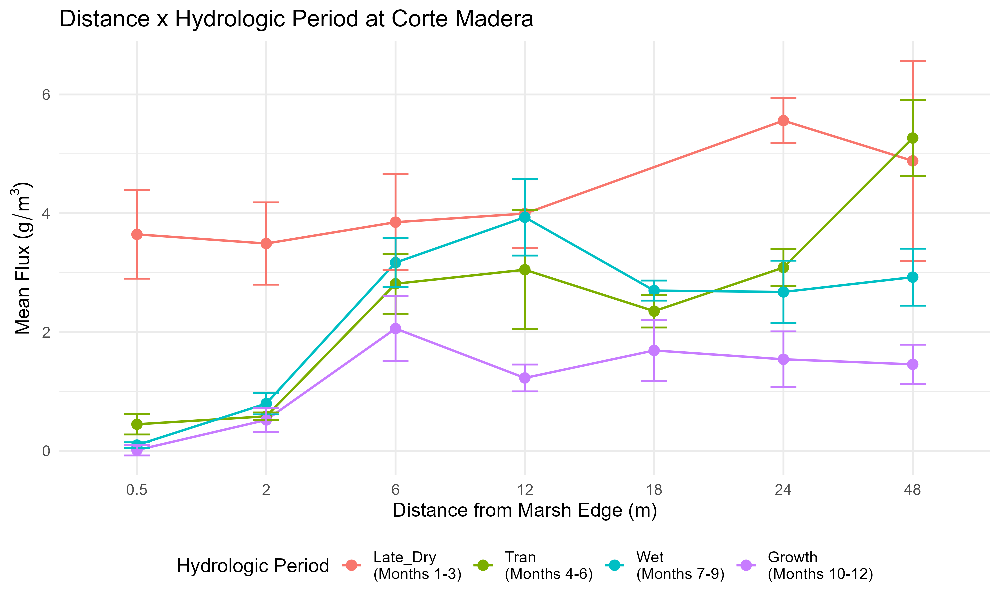 Distance x Hydrologic Period at Corte Madera
Mean Flux (g/m³)
6
4
2
0
0.5 2 6 12 18 24 48
Distance from Marsh Edge (m)
Hydrologic Period
Late_Dry
(Months 1-3)
Tran
(Months 4-6)
Wet
(Months 7-9)
Growth
(Months 10-12)